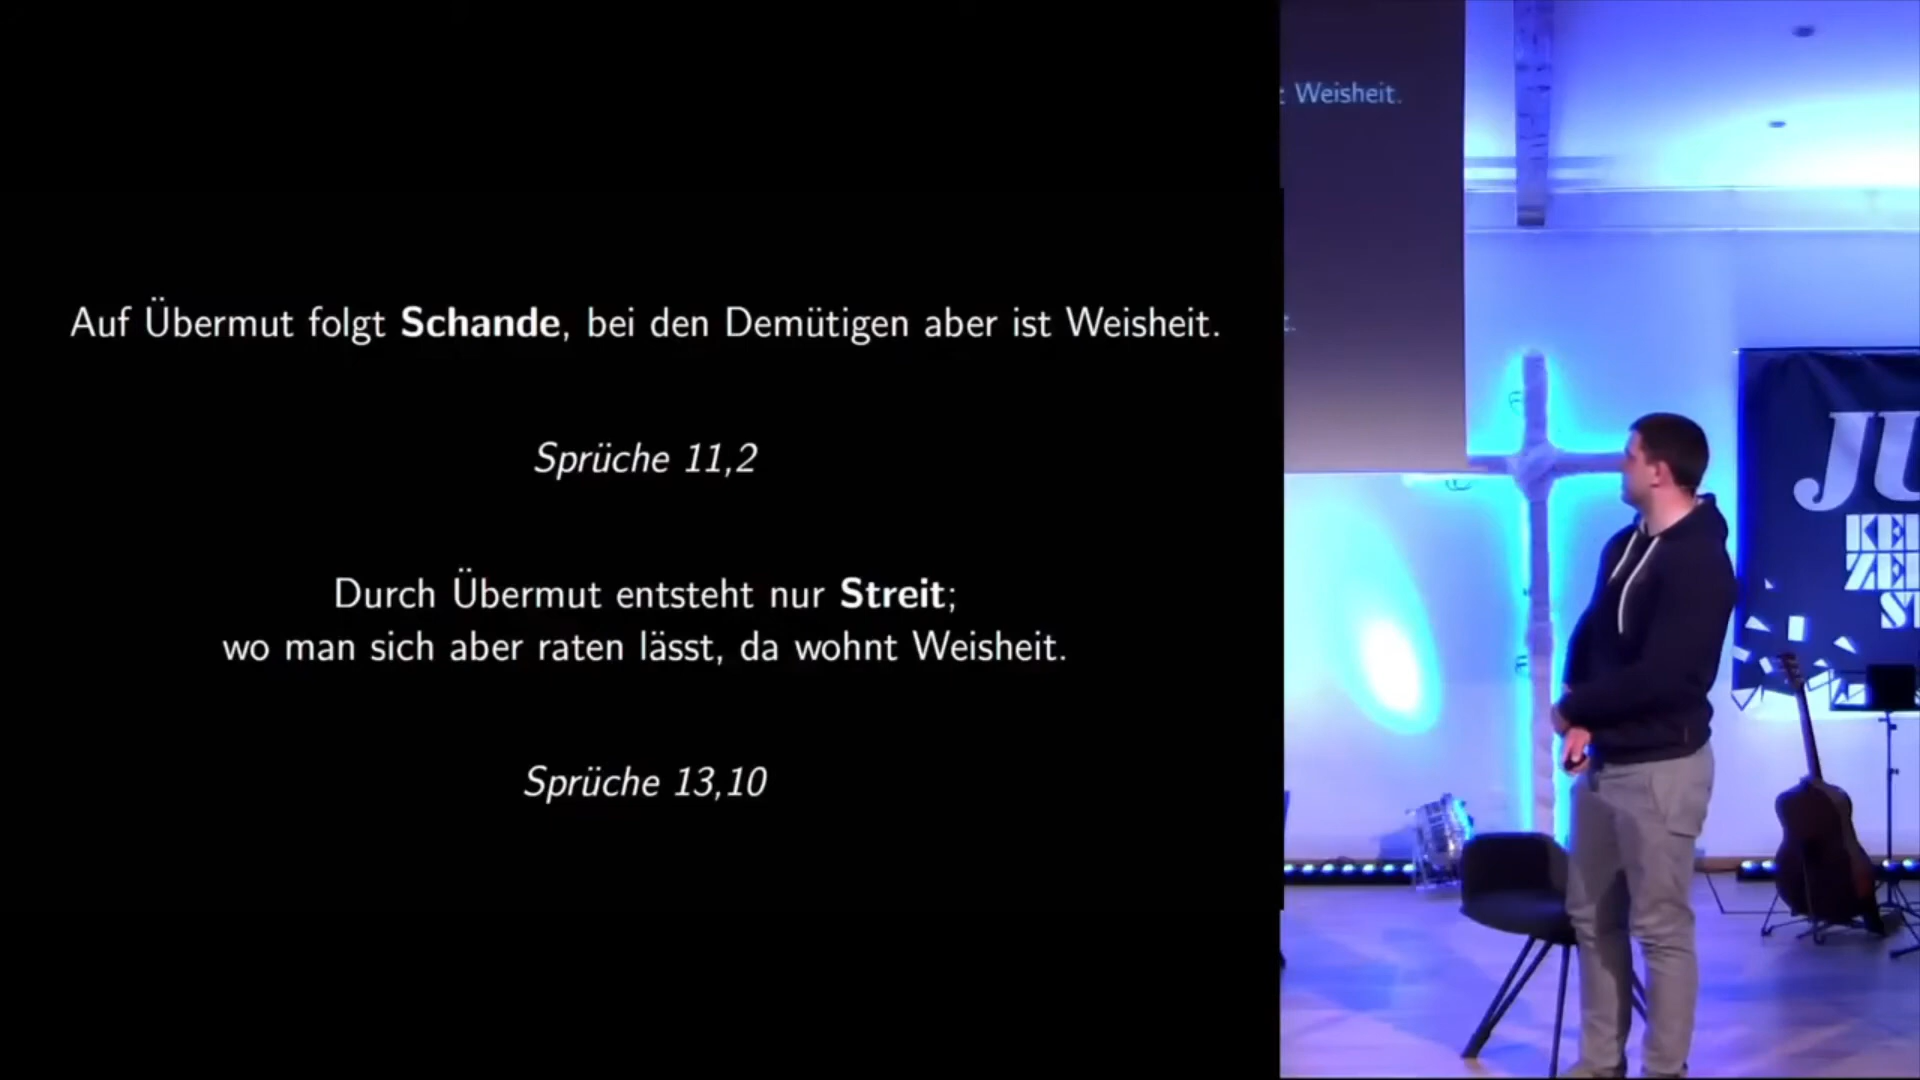 Auf Übermut folgt Schande, bei den Demütigen aber ist Weisheit.
Sprüche 11,2
Durch Übermut entsteht nur Streit;
wo man sich aber raten lässt, da wohnt Weisheit.
Sprüche 13,10
Weisheit.